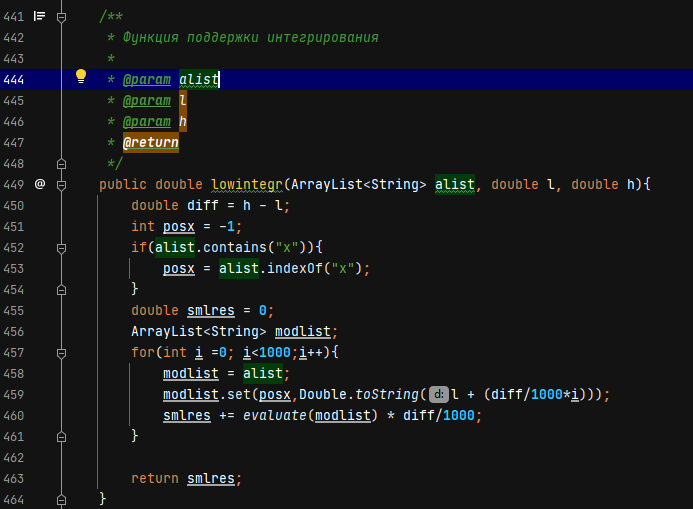 441 /**
442 * Функция поддержки интегрирования
443 *
444 * @param alist
445 * @param l
446 * @param h
447 * @return
448 */
449 @ public double lowintegr(ArrayList<String> alist, double l, double h){
450 double diff = h - l;
451 int posx = -1;
452 if(alist.contains("x")){
453 posx = alist.indexOf("x");
454 }
455 double smlres = 0;
456 ArrayList<String> modlist;
457 for(int i =0; i<1000;i++){
458 modlist = alist;
459 modlist.set(posx,Double.toString( d: l + (diff/1000*i)));
460 smlres += evaluate(modlist) * diff/1000;
461 }
462
463 return smlres;
464 }